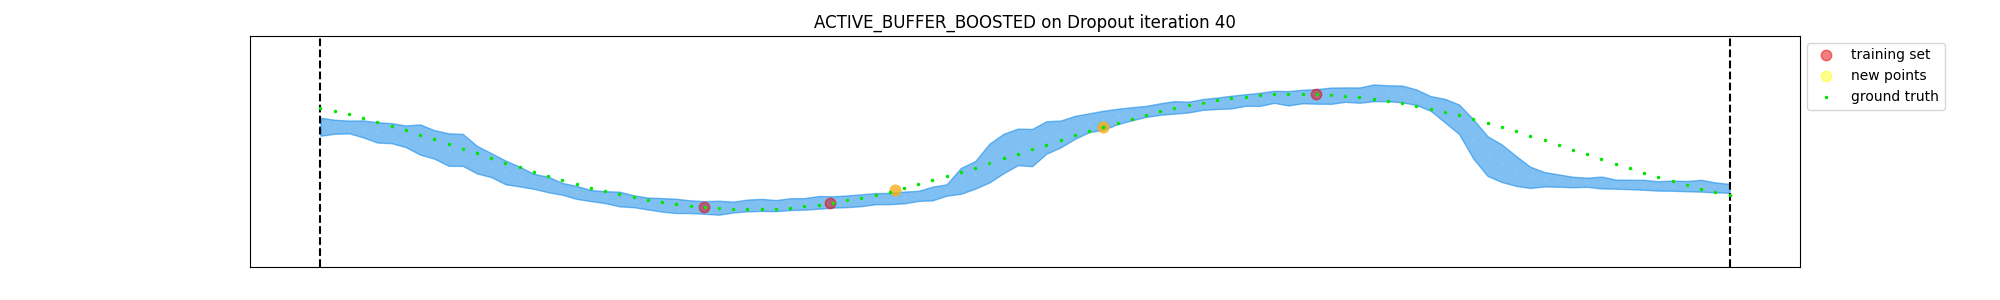 ACTIVE_BUFFER_BOOSTED on Dropout iteration 40
training set
new points
ground truth